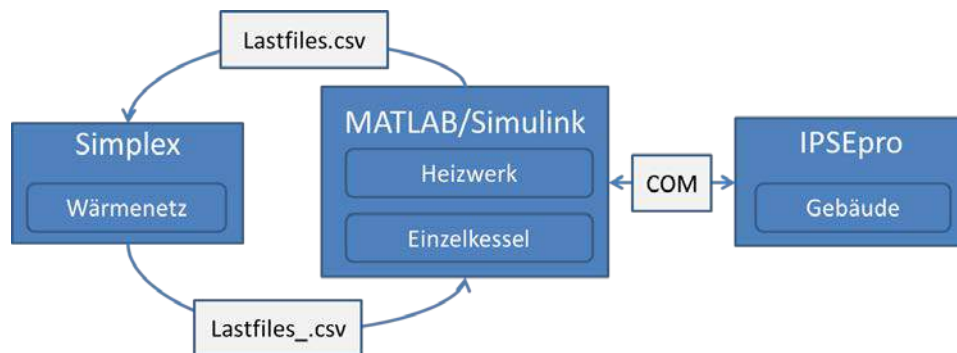 Lastfiles.csv
Simplex
Wärmenetz
MATLAB/Simulink
Heizwerk
Einzelkessel
COM
IPSEpro
Gebäude
Lastfiles_.csv